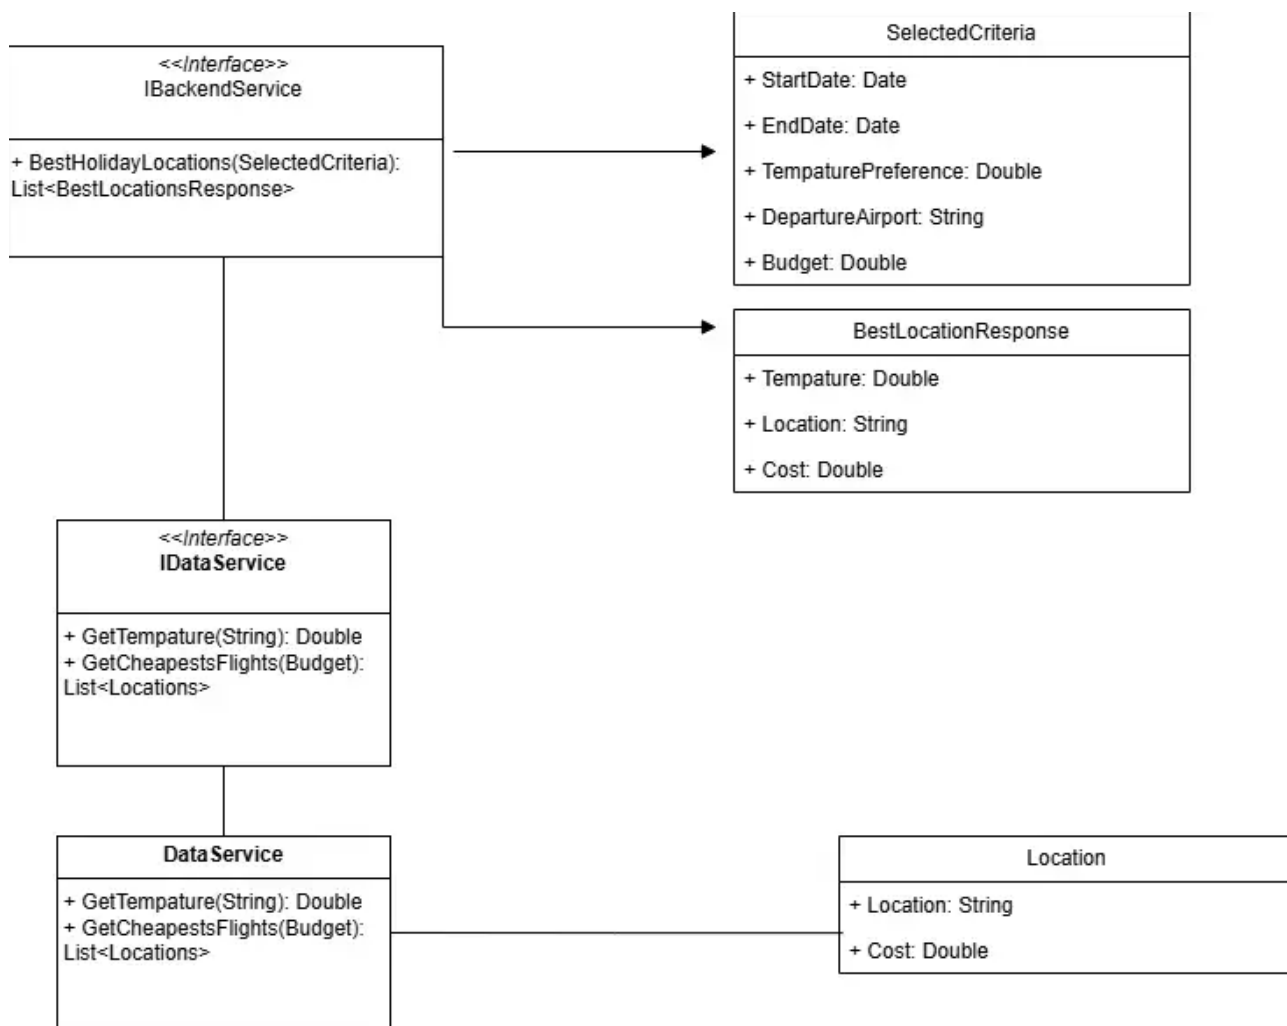 <<Interface>>
IBackendService
+ BestHolidayLocations(SelectedCriteria):
List<BestLocationsResponse>
SelectedCriteria
+ StartDate: Date
+ EndDate: Date
+ TempaturePreference: Double
+ DepartureAirport: String
+ Budget: Double
BestLocationResponse
+ Tempature: Double
+ Location: String
+ Cost: Double
<<Interface>>
IDataService
+ GetTempature(String): Double
+ GetCheapestsFlights(Budget):
List<Locations>
DataService
+ GetTempature(String): Double
+ GetCheapestsFlights(Budget):
List<Locations>
Location
+ Location: String
+ Cost: Double